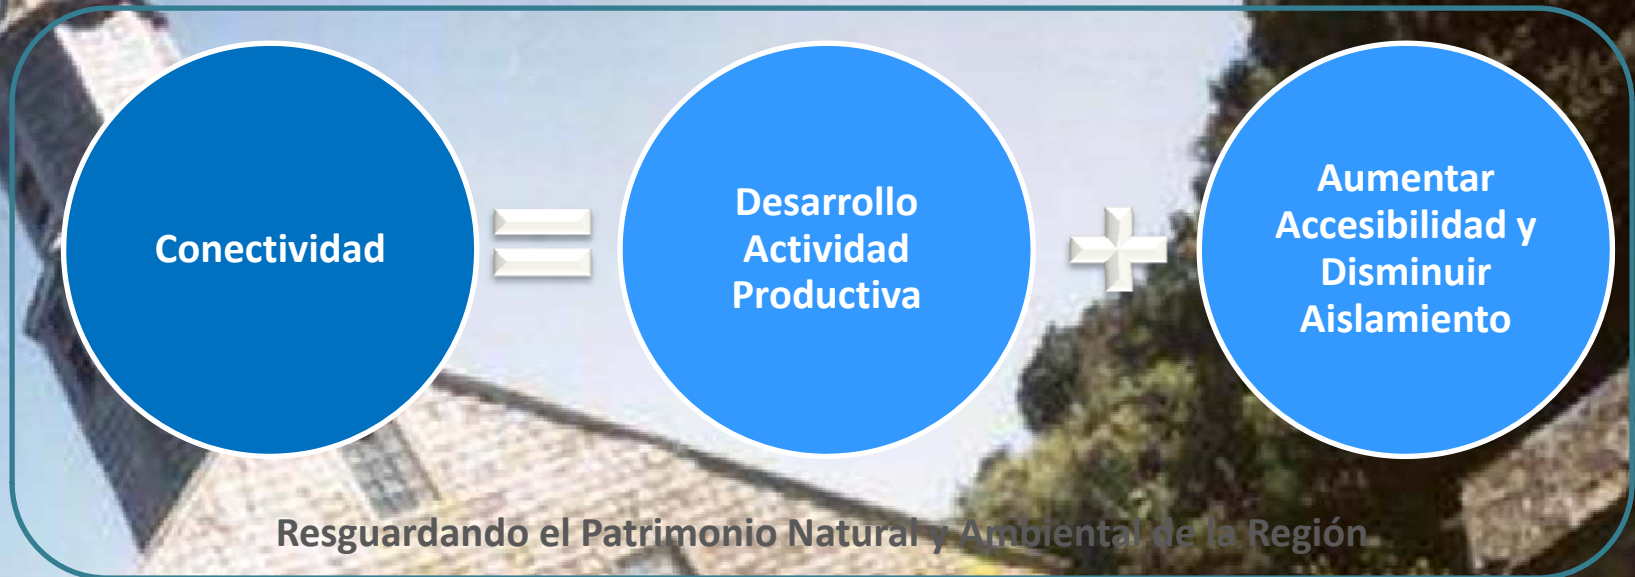 Conectividad
=
Desarrollo
Actividad
Productiva
+
Aumentar
Accesibilidad y
Disminuir
Aislamiento
Resguardando el Patrimonio Natural y Ambiental de la Región